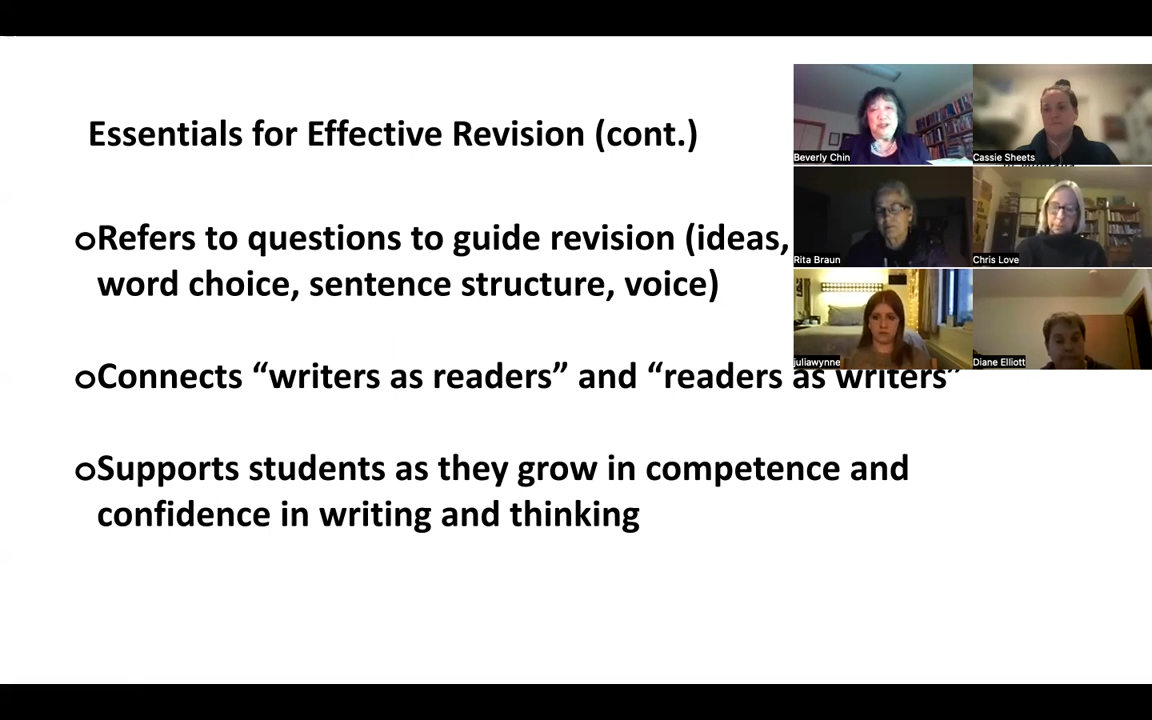 Essentials for Effective Revision (cont.)
Refers to questions to guide revision (ideas,
word choice, sentence structure, voice)
Connects “writers as readers” and “readers as writers”
Supports students as they grow in competence and
confidence in writing and thinking
Beverly Chin
Cassie Sheets
Rita Braun
Chris Love
juliawynne
Diane Elliott